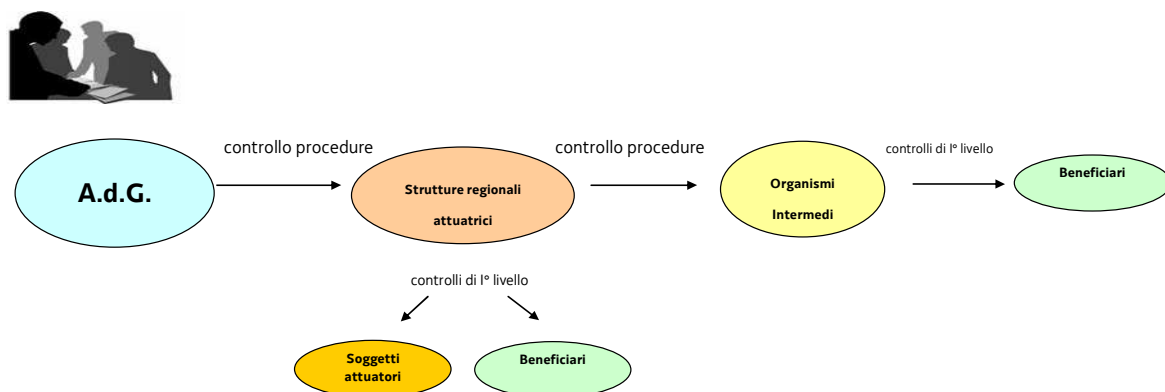 controllo procedure
controllo procedure
controlli di I° livello
A.d.G.
Strutture regionali
attuatrici
Organismi
Intermedi
Beneficiari
controlli di I° livello
Soggetti
attuatori
Beneficiari